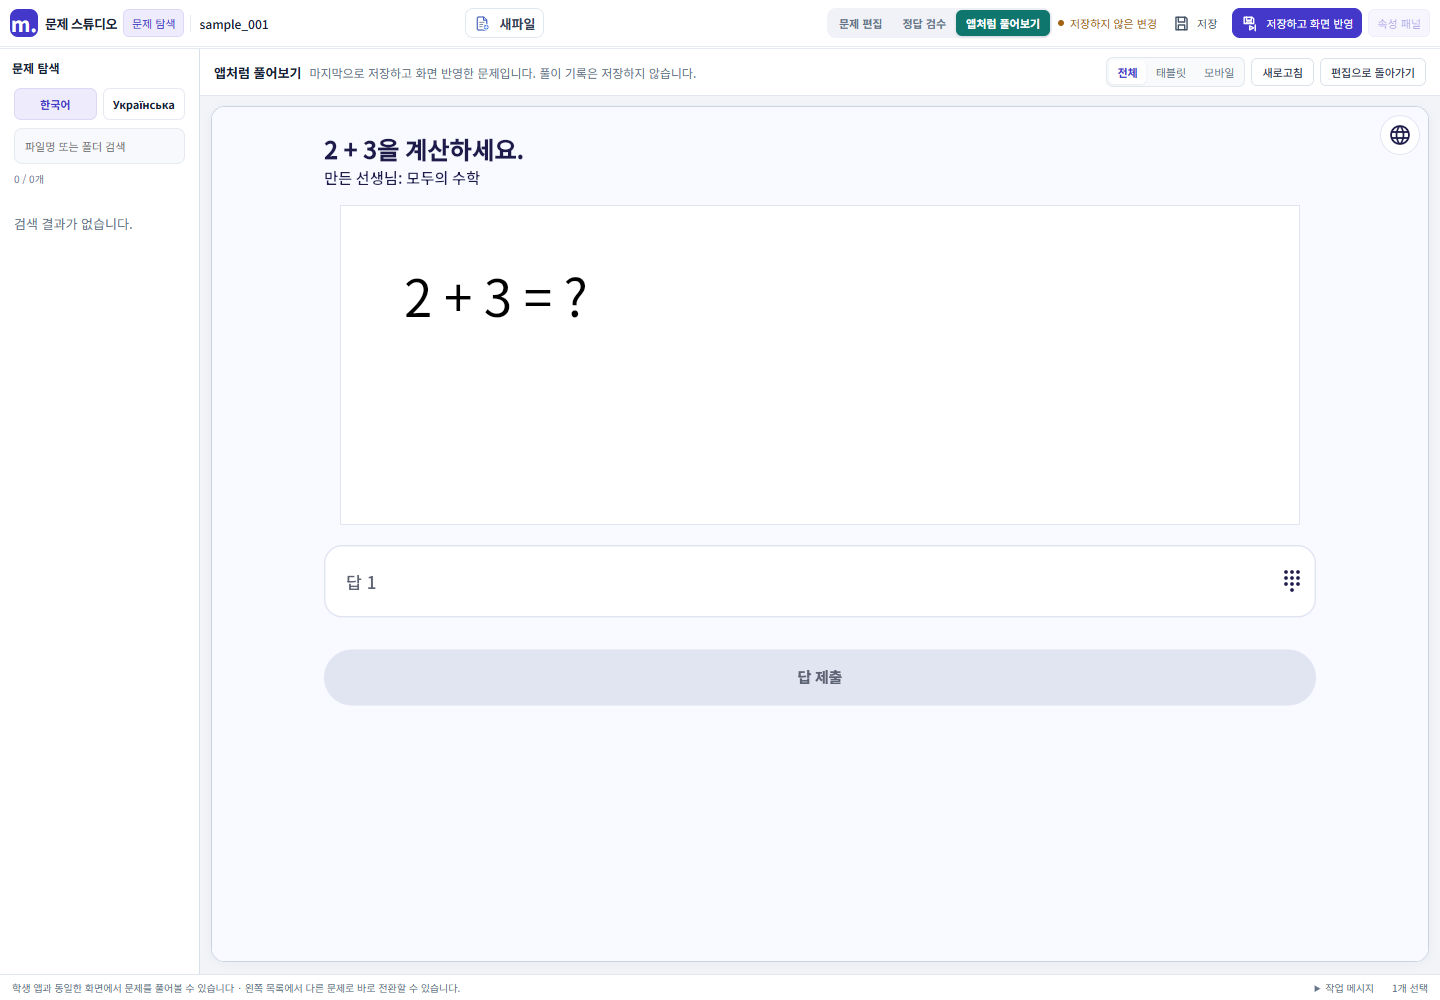 m. 문제 스튜디오 문제 탐색 sample_001 새파일 문제 편집 정답 검수 앱처럼 풀어보기 저장하지 않은 변경 저장 저장하고 화면 반영 속성 패널
문제 탐색
한국어 Українська
파일명 또는 폴더 검색
0 / 0개
검색 결과가 없습니다.
앱처럼 풀어보기 마지막으로 저장하고 화면 반영한 문제입니다. 풀이 기록은 저장하지 않습니다. 전체 태블릿 모바일 새로고침 편집으로 돌아가기
2 + 3을 계산하세요.
만든 선생님: 모두의 수학
2 + 3 = ?
답 1
답 제출
학생 앱과 동일한 화면에서 문제를 풀어볼 수 있습니다 · 왼쪽 목록에서 다른 문제로 바로 전환할 수 있습니다. ▶ 작업 메시지 1개 선택